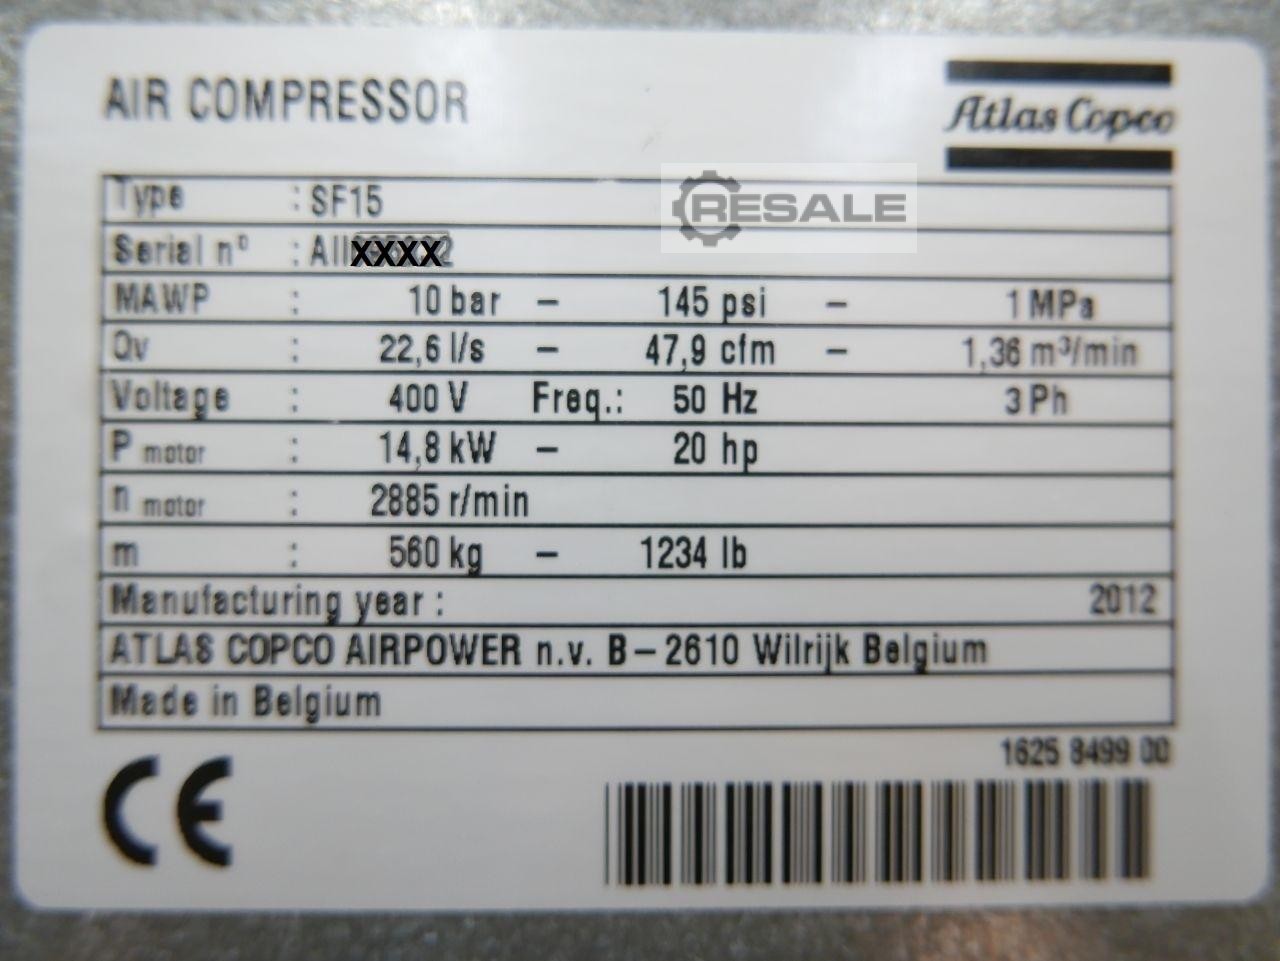 AIR COMPRESSOR
Atlas Copco
RESALE
Type : SF15
Serial n° : AIIXXXX2
MAWP : 10 bar – 145 psi – 1 MPa
Qv : 22,6 l/s – 47,9 cfm – 1,36 m³/min
Voltage : 400 V Freq.: 50 Hz 3 Ph
P motor : 14,8 kW – 20 hp
n motor : 2885 r/min
m : 560 kg – 1234 lb
Manufacturing year : 2012
ATLAS COPCO AIRPOWER n.v. B–2610 Wilrijk Belgium
Made in Belgium
1625 8499 00
CE